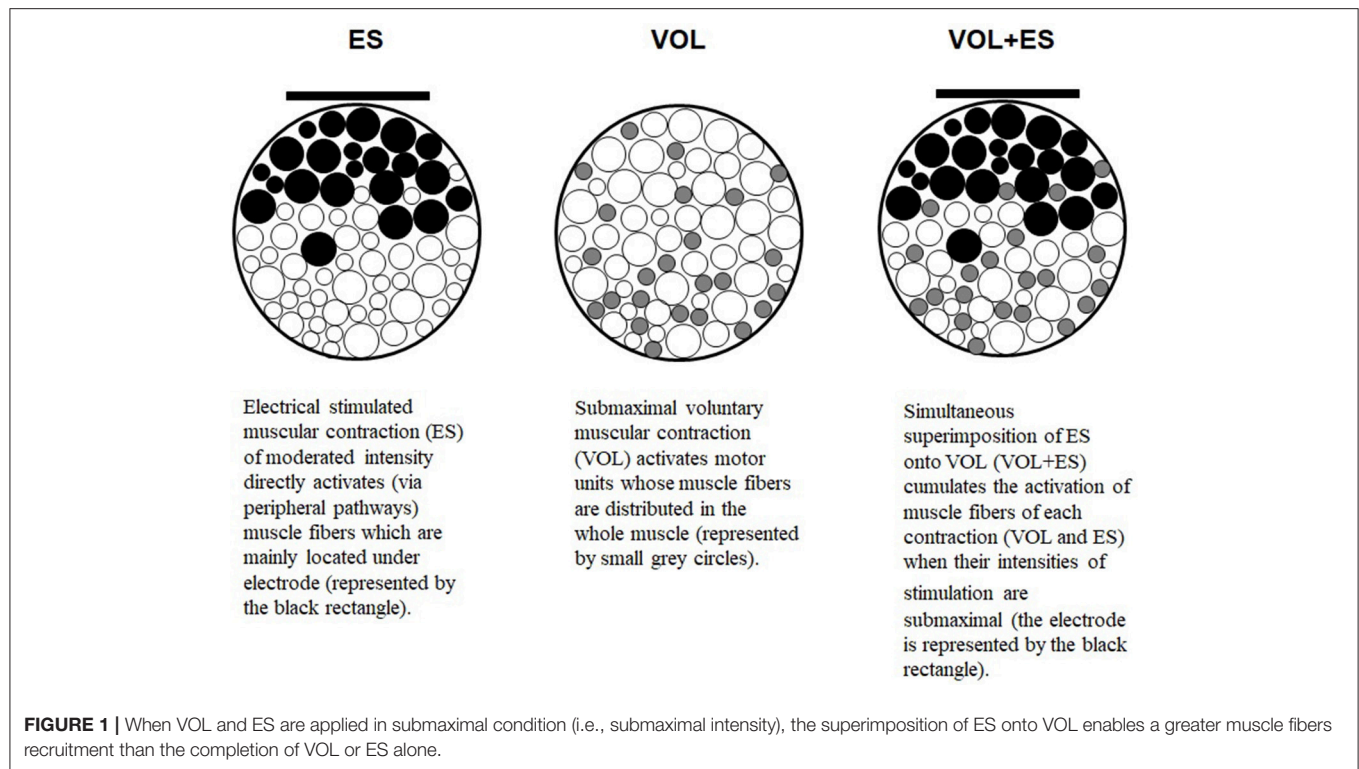 ES
VOL
VOL+ES
Electrical stimulated
muscular contraction (ES)
of moderated intensity
directly activates (via
peripheral pathways)
muscle fibers which are
mainly located under
electrode (represented by
the black rectangle).
Submaximal voluntary
muscular contraction
(VOL) activates motor
units whose muscle fibers
are distributed in the
whole muscle (represented
by small grey circles).
Simultaneous
superimposition of ES
onto VOL (VOL+ES)
cumulates the activation of
muscle fibers of each
contraction (VOL and ES)
when their intensities of
stimulation are
submaximal (the electrode
is represented by the black
rectangle).
FIGURE 1 | When VOL and ES are applied in submaximal condition (i.e., submaximal intensity), the superimposition of ES onto VOL enables a greater muscle fibers
recruitment than the completion of VOL or ES alone.